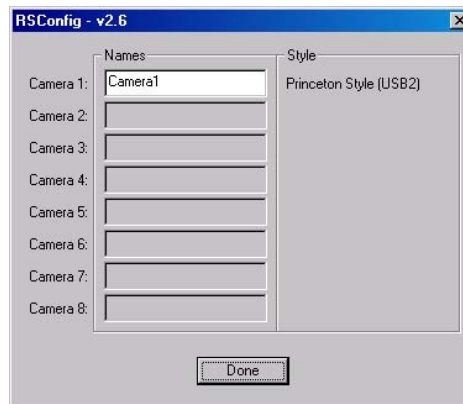 RSConfig - v2.6
Names
Style
Camera 1:
Camera1
Princeton Style (USB2)
Camera 2:
Camera 3:
Camera 4:
Camera 5:
Camera 6:
Camera 7:
Camera 8:
Done